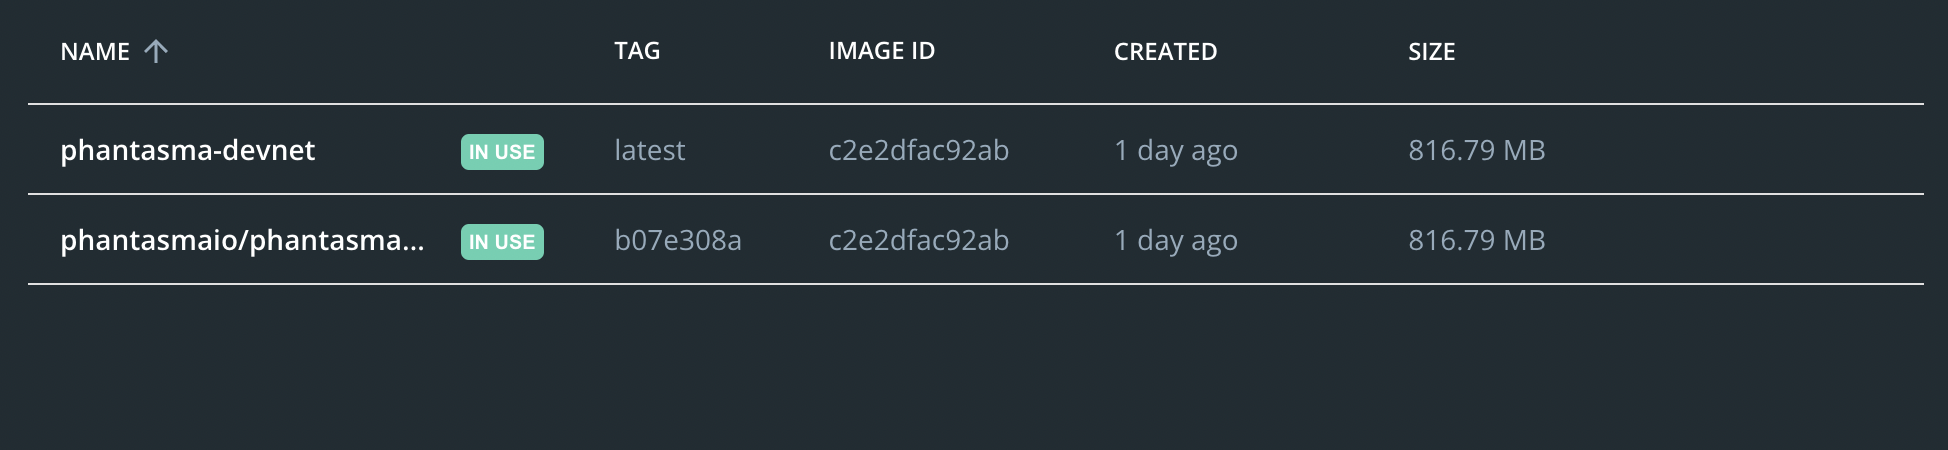 NAME TAG IMAGE ID CREATED SIZE
phantasma-devnet IN USE latest c2e2dfac92ab 1 day ago 816.79 MB
phantasmaio/phantasma... IN USE b07e308a c2e2dfac92ab 1 day ago 816.79 MB